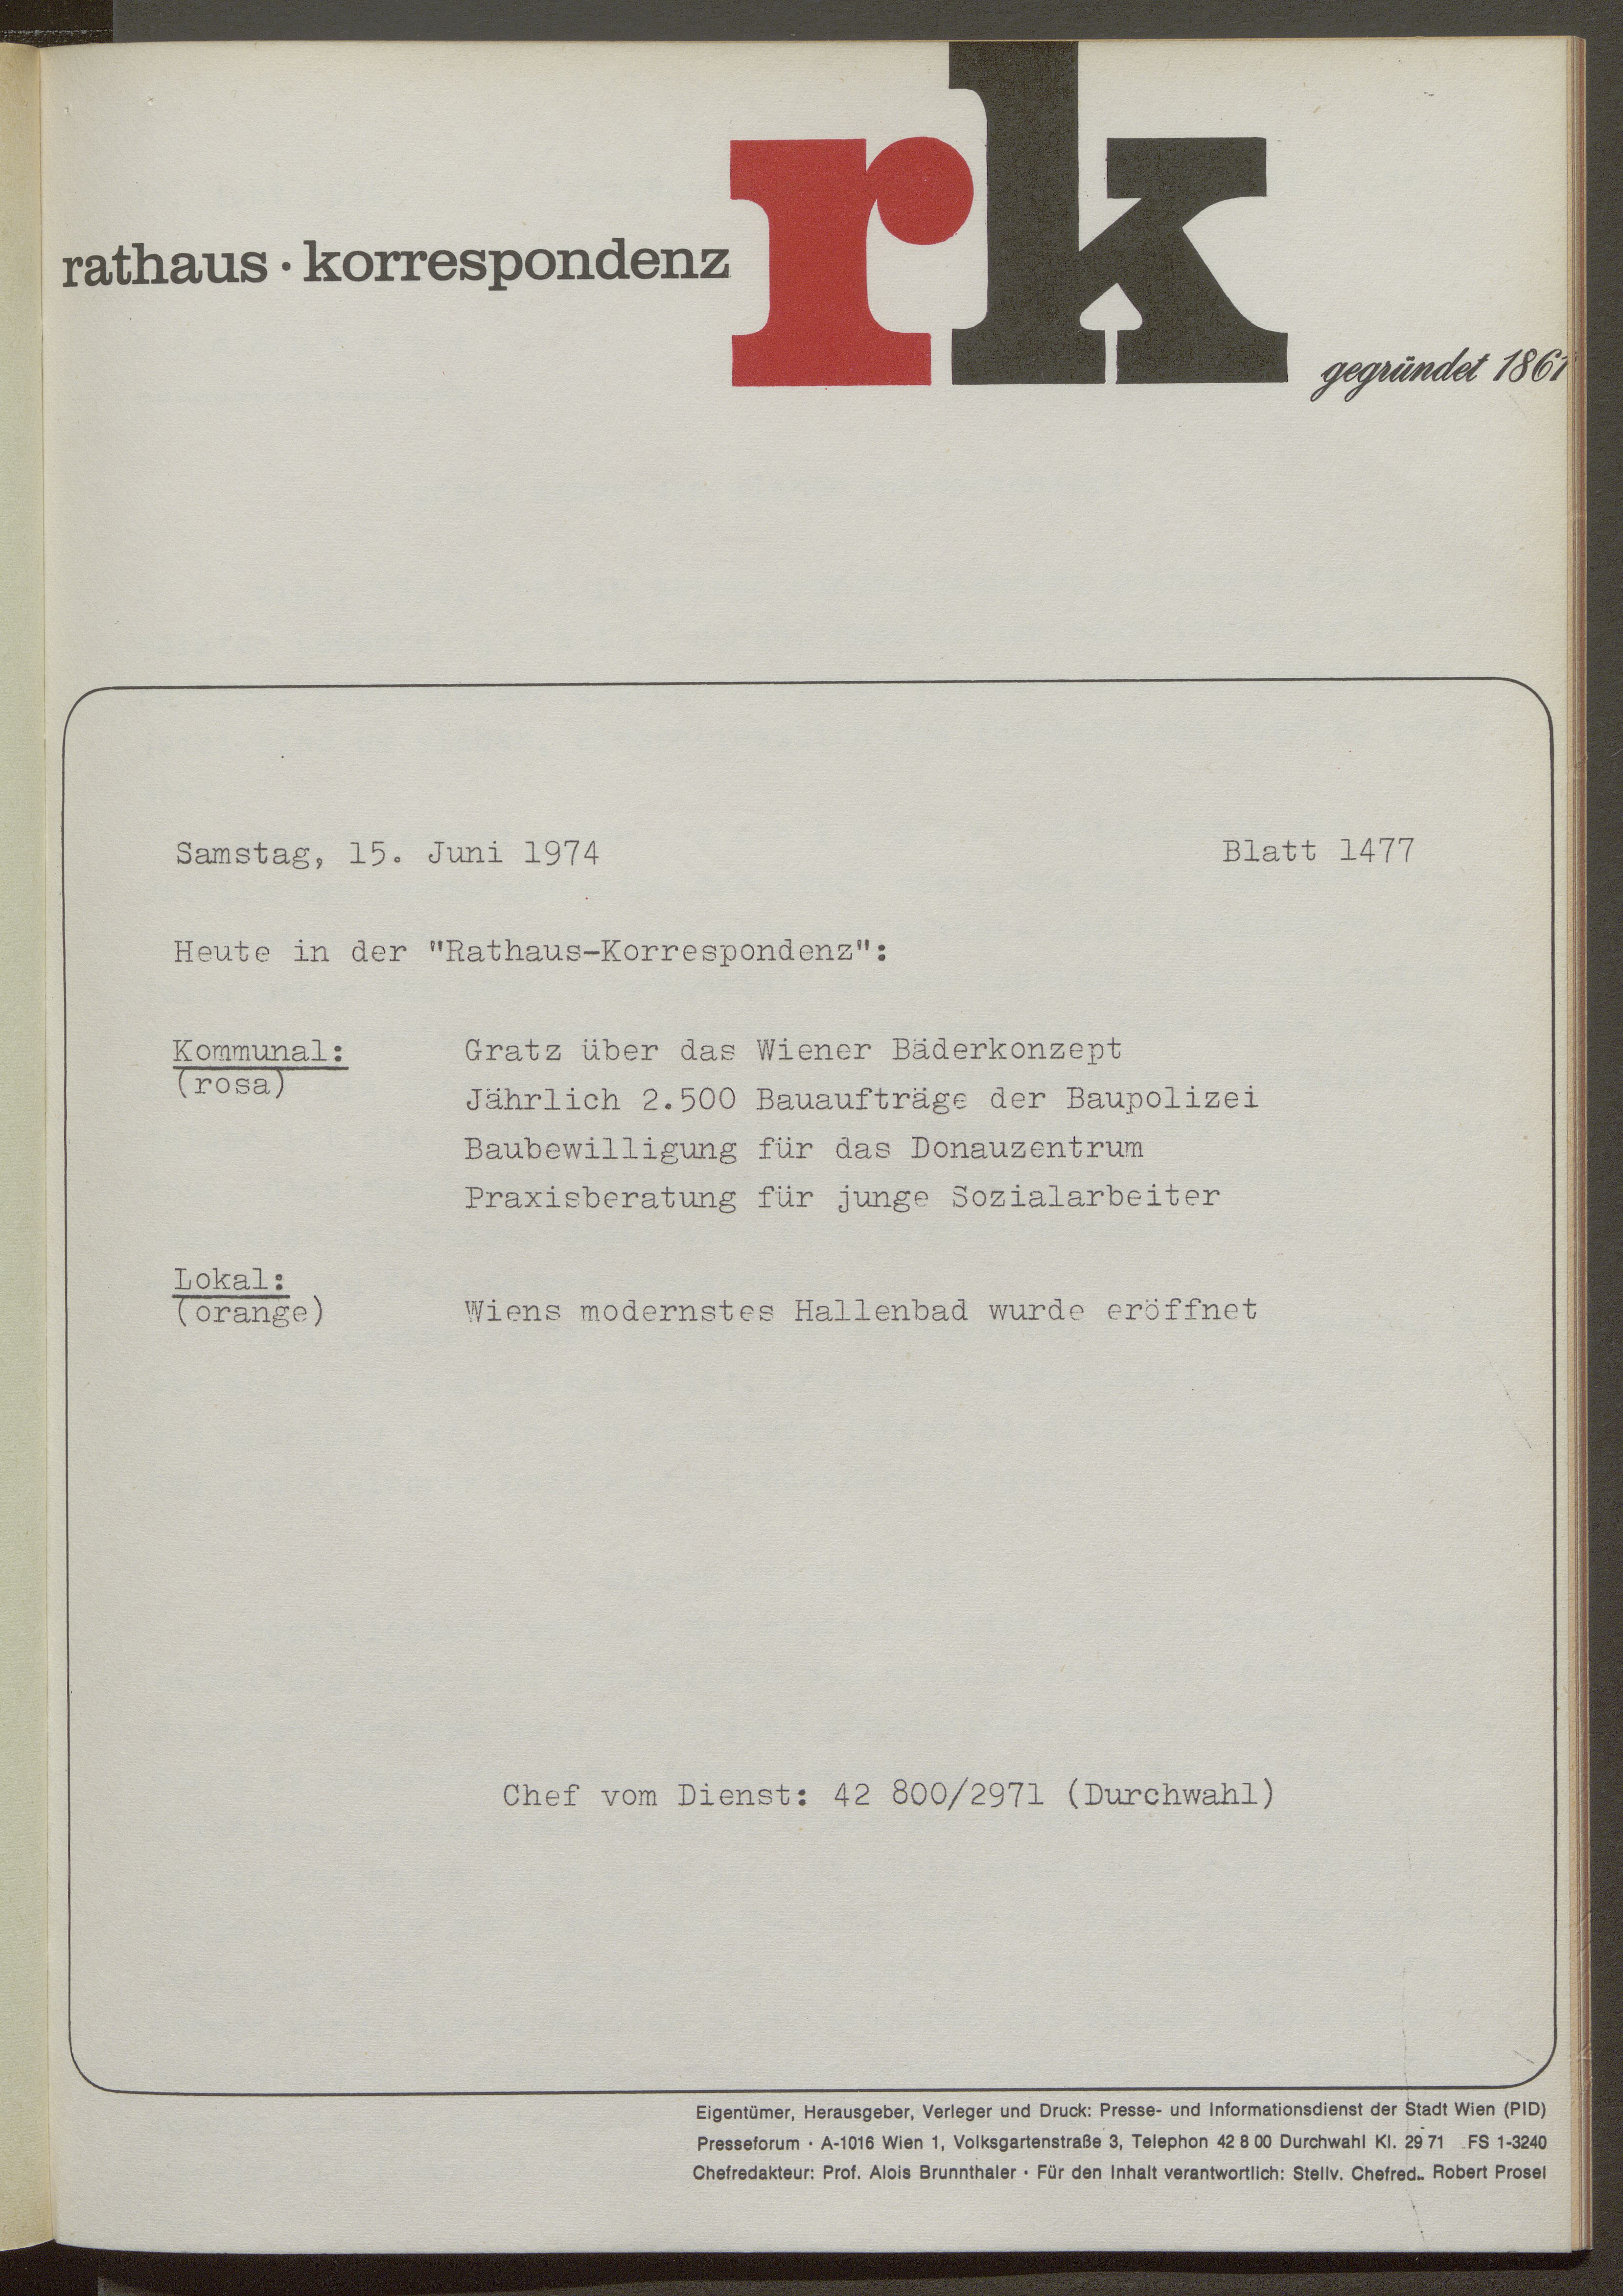 rk
rathaus · korrespondenz
gegründet 1861
Samstag, 15. Juni 1974 Blatt 1477
Heute in der "Rathaus-Korrespondenz":
Kommunal: Gratz über das Wiener Bäderkonzept
(rosa)
Jährlich 2.500 Bauaufträge der Baupolizei
Baubewilligung für das Donauzentrum
Praxisberatung für junge Sozialarbeiter
Lokal:
(orange) Wiens modernstes Hallenbad wurde eröffnet
Chef vom Dienst: 42 800/2971 (Durchwahl)
Eigentümer, Herausgeber, Verleger und Druck: Presse- und Informationsdienst der Stadt Wien (PID)
Presseforum · A-1016 Wien 1, Volksgartenstraße 3, Telephon 42 8 00 Durchwahl Kl. 29 71 FS 1-3240
Chefredakteur: Prof. Alois Brunnthaler · Für den Inhalt verantwortlich: Stellv. Chefred.. Robert Prosel